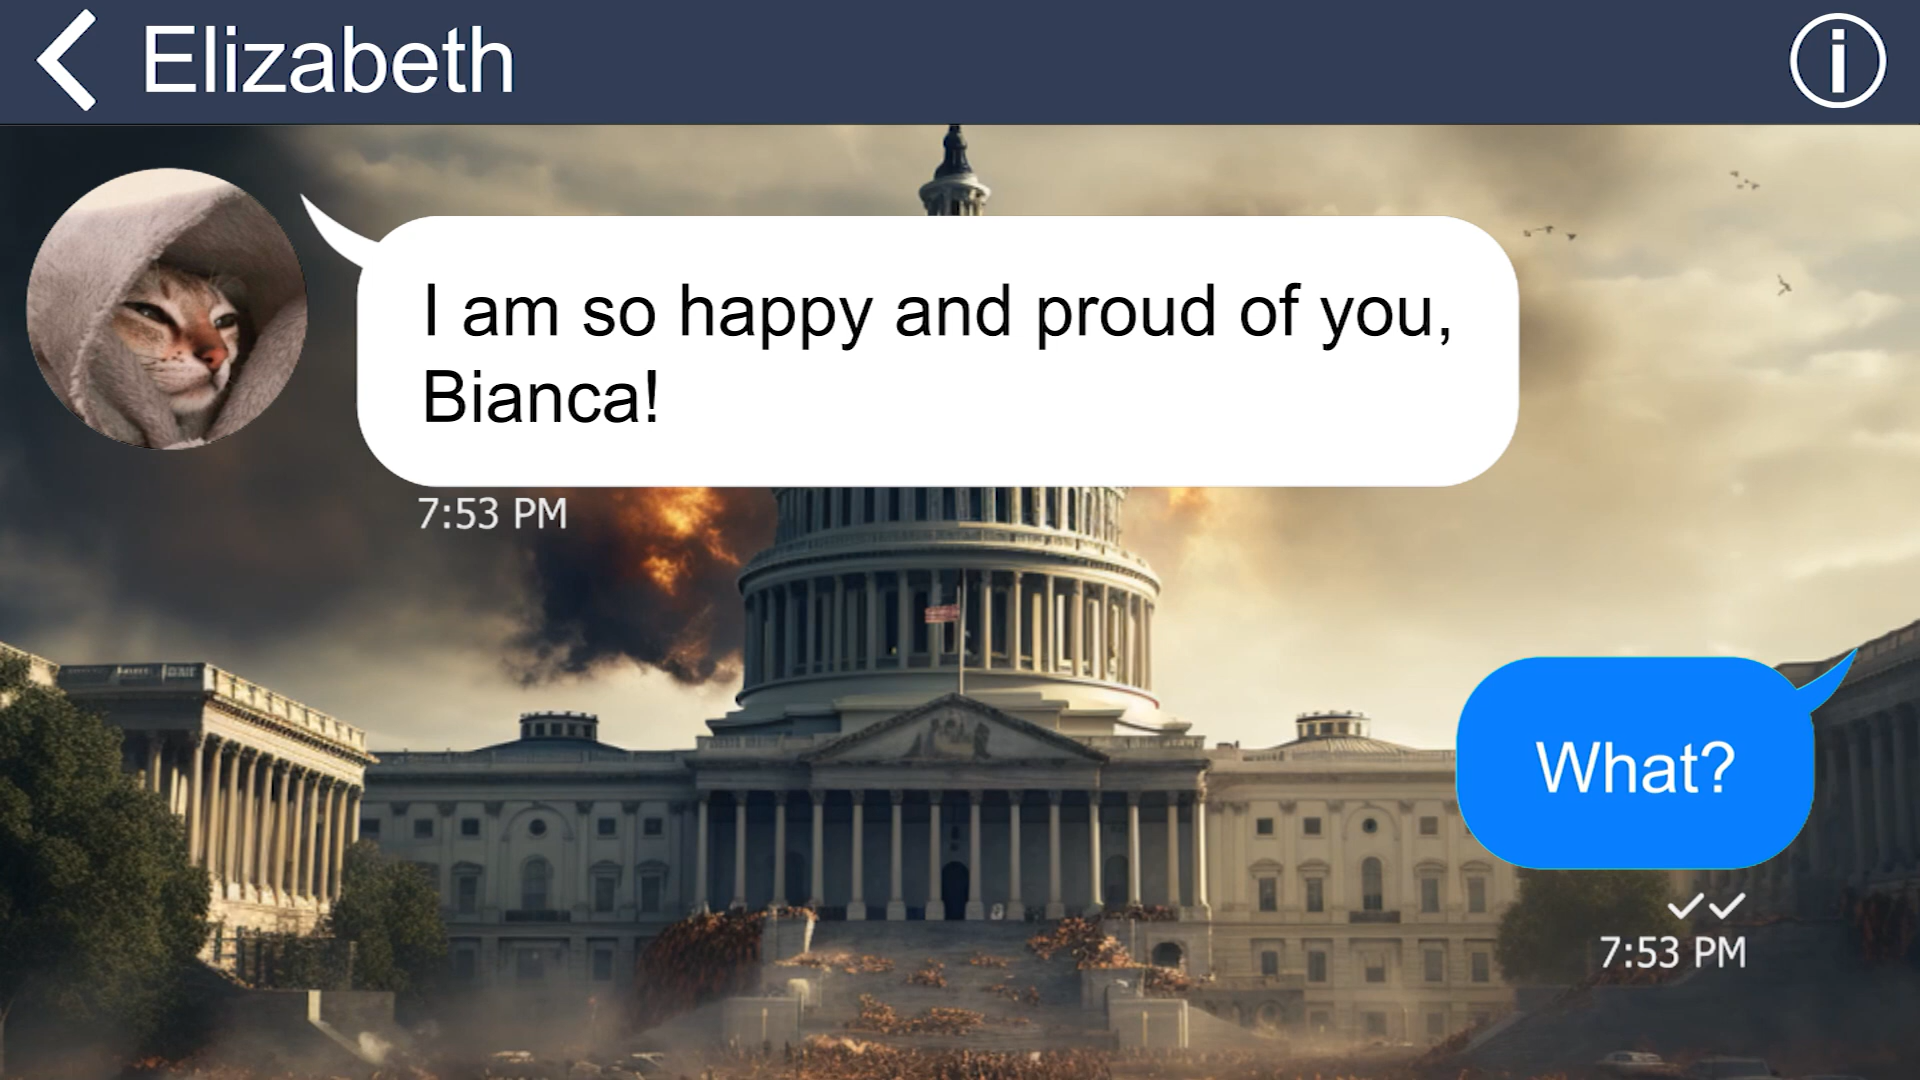 Elizabeth
I am so happy and proud of you,
Bianca!
7:53 PM
What?
7:53 PM